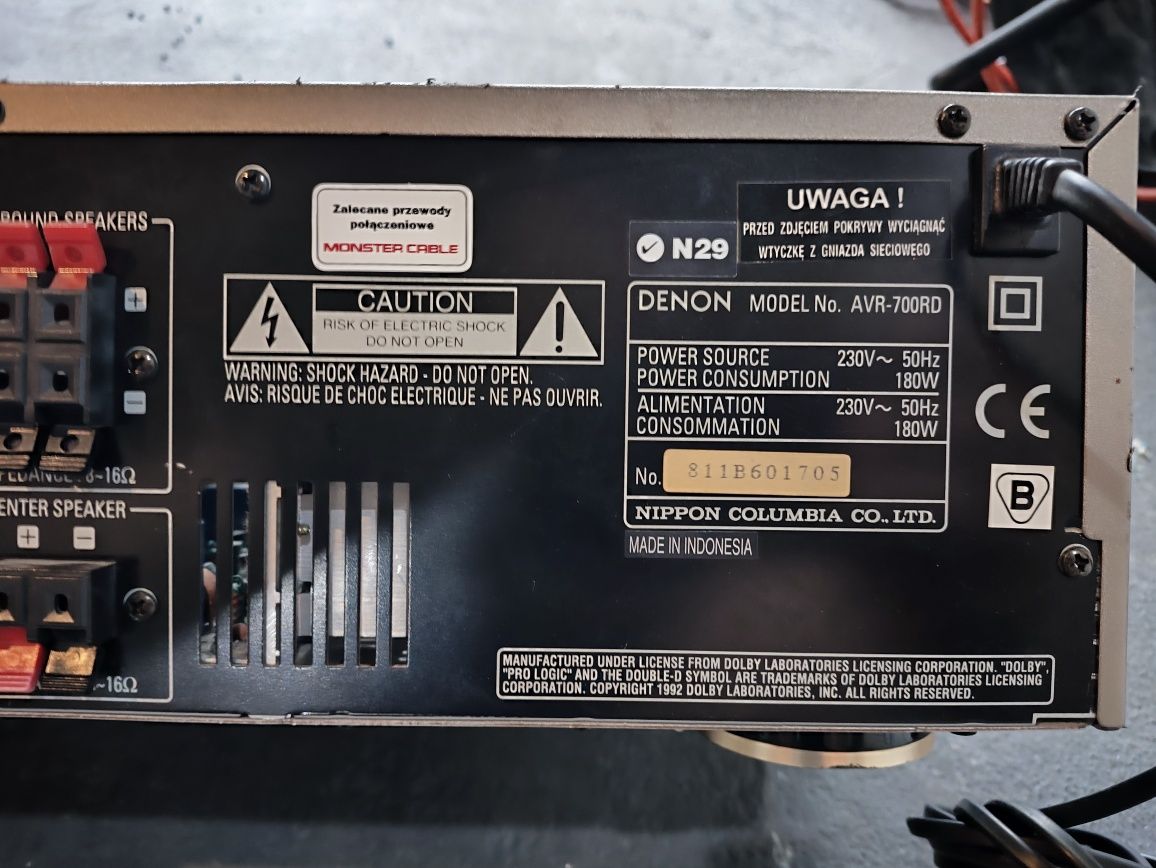 SPEAKERS
Zalecane przewody
połączeniowe
MONSTER CABLE
UWAGA !
PRZED ZDJĘCIEM POKRYWY WYCIĄGNĄĆ
WTYCZKĘ Z GNIAZDA SIECIOWEGO
N29
CAUTION
RISK OF ELECTRIC SHOCK
DO NOT OPEN
WARNING: SHOCK HAZARD - DO NOT OPEN.
AVIS: RISQUE DE CHOC ELECTRIQUE - NE PAS OUVRIR.
DENON MODEL No. AVR-700RD
POWER SOURCE 230V~ 50Hz
POWER CONSUMPTION 180W
ALIMENTATION 230V~ 50Hz
CONSOMMATION 180W
No. 811B601705
NIPPON COLUMBIA CO., LTD.
MADE IN INDONESIA
CE
B
+
−
8~16Ω
ENTER SPEAKER
+ −
~16Ω
MANUFACTURED UNDER LICENSE FROM DOLBY LABORATORIES LICENSING CORPORATION. "DOLBY",
"PRO LOGIC" AND THE DOUBLE-D SYMBOL ARE TRADEMARKS OF DOLBY LABORATORIES LICENSING
CORPORATION. COPYRIGHT 1992 DOLBY LABORATORIES, INC. ALL RIGHTS RESERVED.